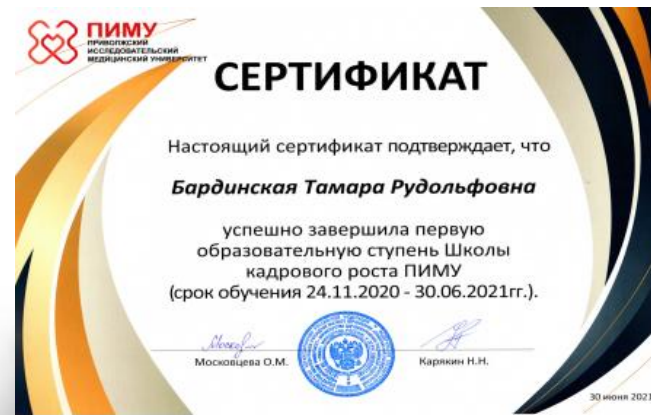 ПИМУ
ПРИВОЛЖСКИЙ
ИССЛЕДОВАТЕЛЬСКИЙ
МЕДИЦИНСКИЙ УНИВЕРСИТЕТ
СЕРТИФИКАТ
Настоящий сертификат подтверждает, что
Бардинская Тамара Рудольфовна
успешно завершила первую
образовательную ступень Школы
кадрового роста ПИМУ
(срок обучения 24.11.2020 - 30.06.2021гг.).
Московцева О.М.
Карякин Н.Н.
30 июня 2021